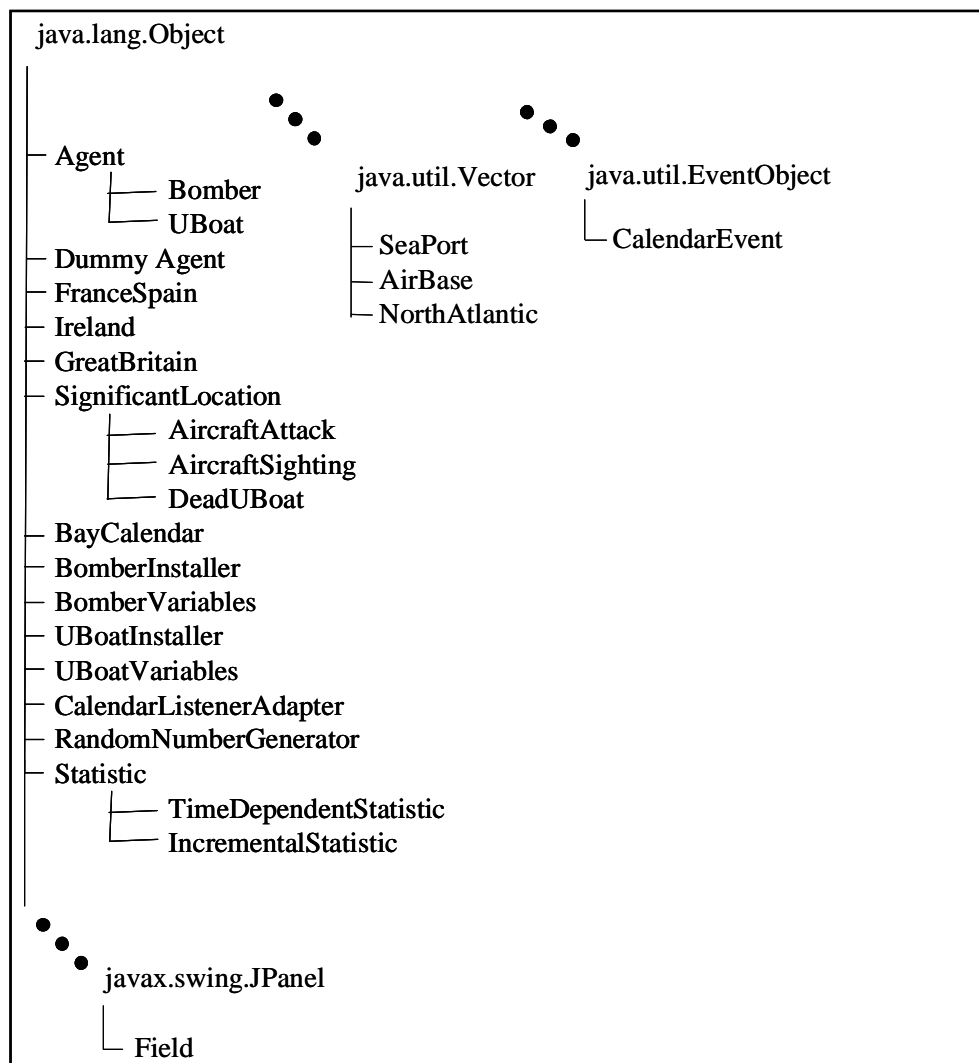 java.lang.Object
Agent
Bomber
UBoat
Dummy Agent
FranceSpain
Ireland
GreatBritain
SignificantLocation
AircraftAttack
AircraftSighting
DeadUBoat
BayCalendar
BomberInstaller
BomberVariables
UBoatInstaller
UBoatVariables
CalendarListenerAdapter
RandomNumberGenerator
Statistic
TimeDependentStatistic
IncrementalStatistic
java.util.Vector
SeaPort
AirBase
NorthAtlantic
java.util.EventObject
CalendarEvent
javax.swing.JPanel
Field